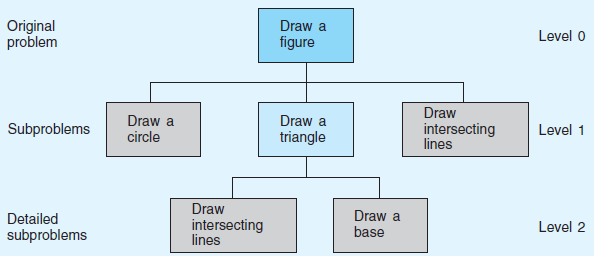 Original
problem
Draw a
figure
Level 0
Subproblems
Draw a
circle
Draw a
triangle
Draw
intersecting
lines
Level 1
Detailed
subproblems
Draw
intersecting
lines
Draw a
base
Level 2